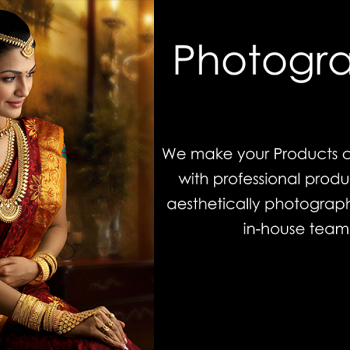 Photogra
We make your Products c
with professional produ
aesthetically photograph
in-house team